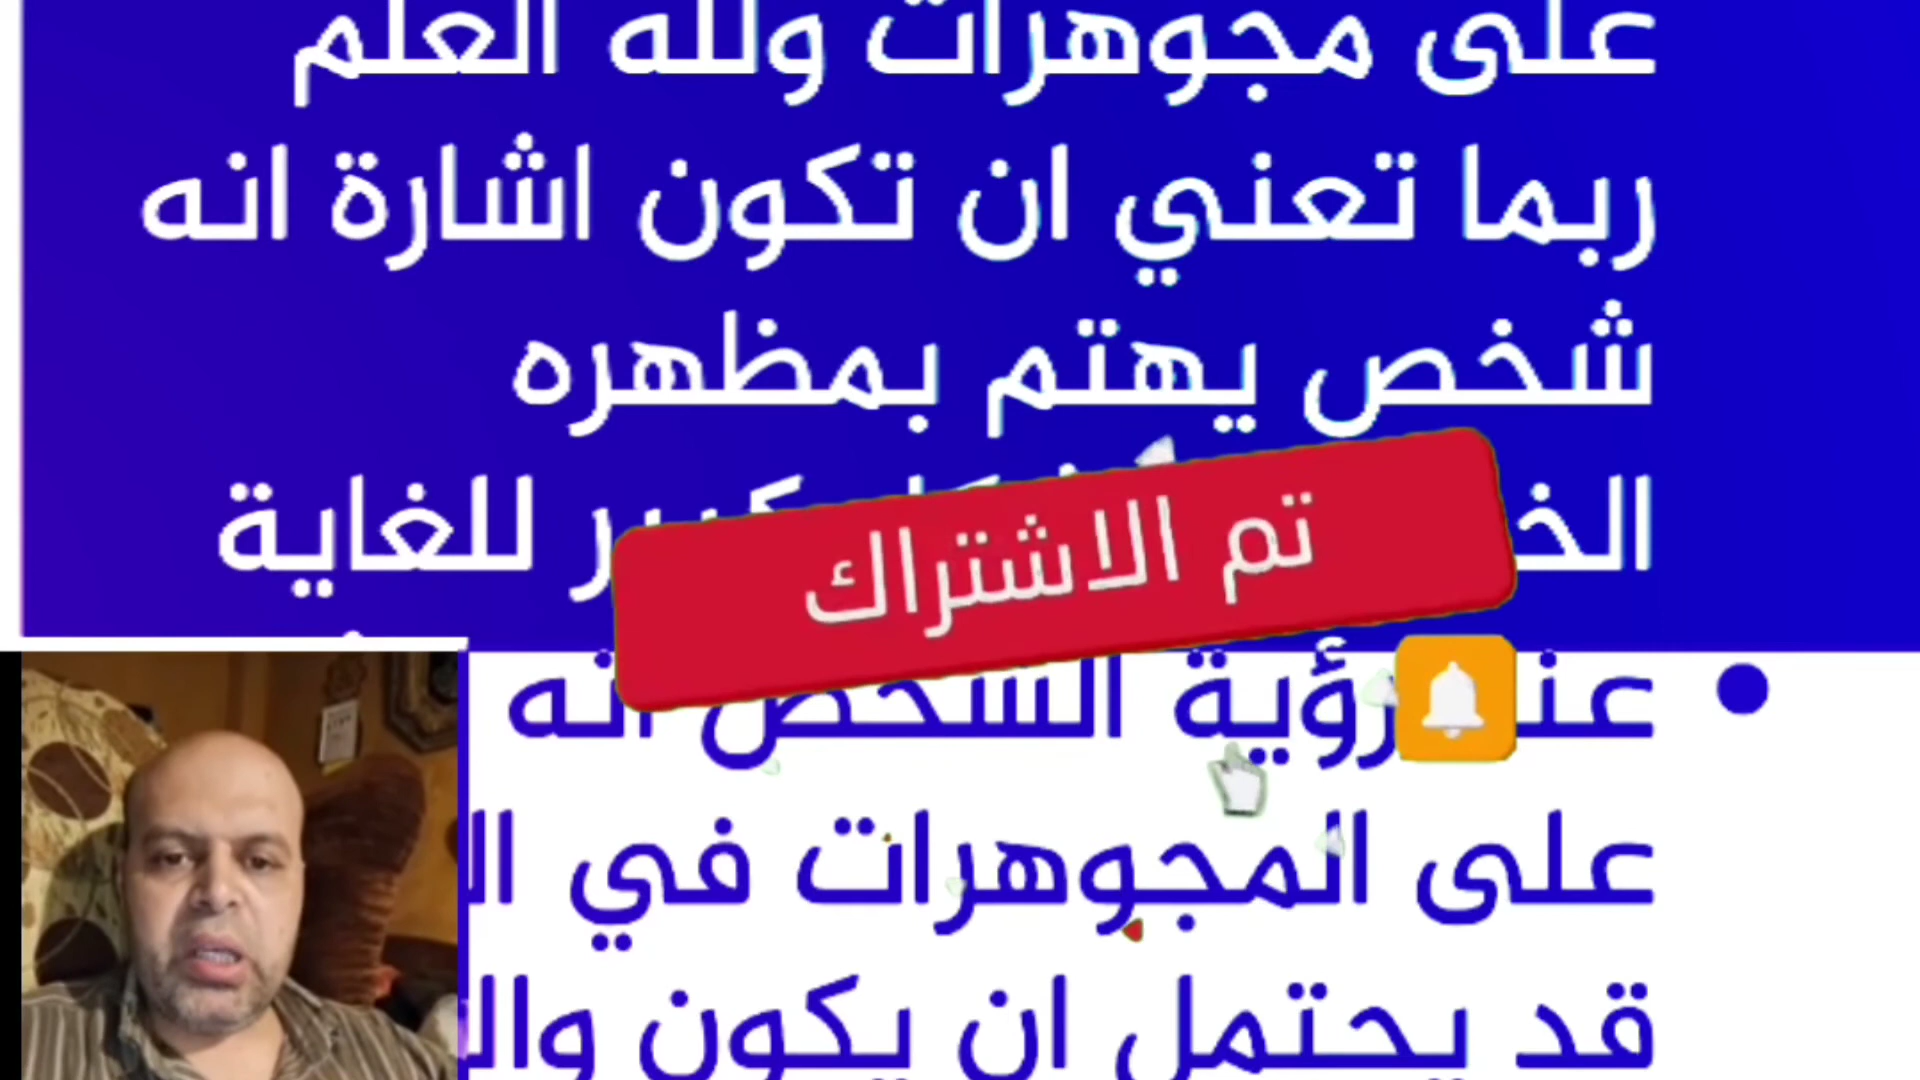 على مجوهرات ولله العلم
ربما تعني ان تكون اشارة انه
شخص يهتم بمظهره
للغاية
تم الاشتراك
رؤية الشخص انه
على المجوهرات في
قد يحتمل ان يكون